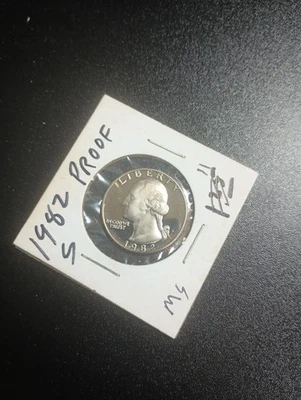 1982 PROOF
S
LIBERTY
IN GOD WE
TRUST
1982
MS